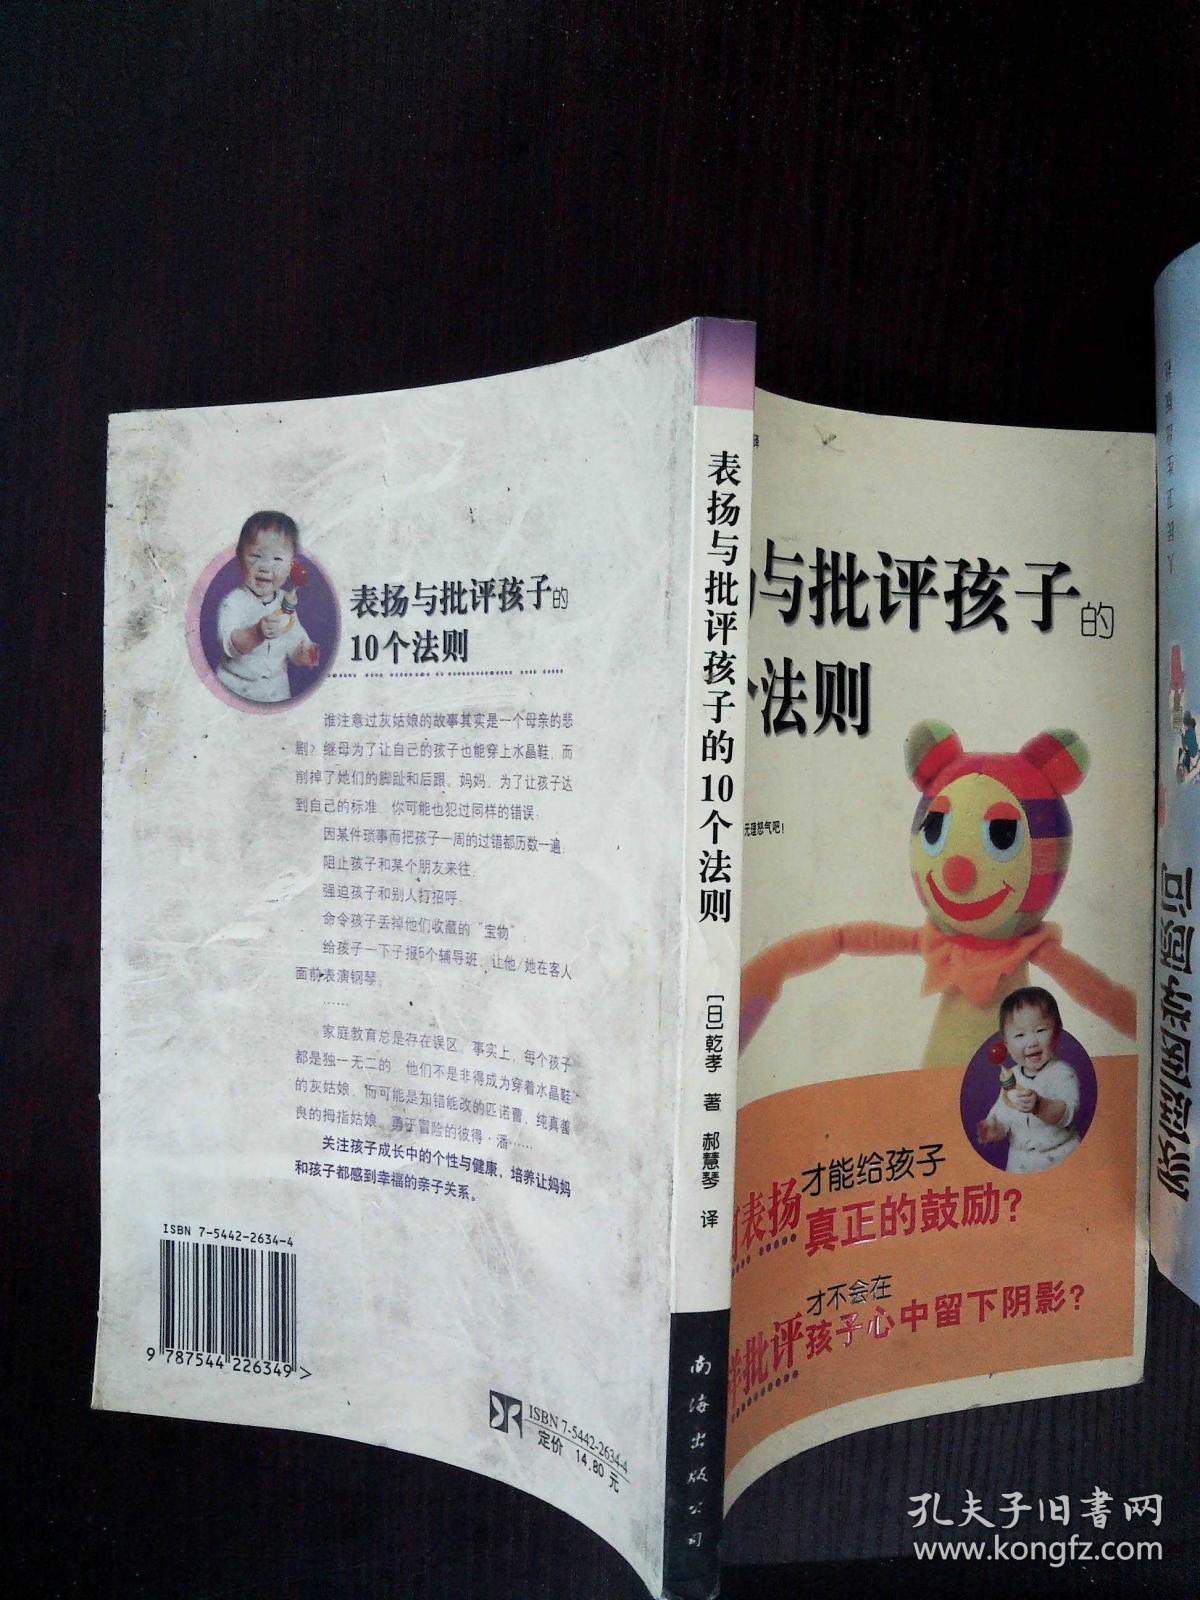 表扬与批评孩子的
10个法则
谁注意过灰姑娘的故事其实是一个母亲的悲
剧？继母为了让自己的孩子也能穿上水晶鞋，而
削掉了她们的脚趾和后跟。妈妈，为了让孩子达
到自己的标准，你可能也犯过同样的错误：
因某件琐事而把孩子一周的过错都历数一遍；
阻止孩子和某个朋友来往；
强迫孩子和别人打招呼；
命令孩子丢掉他们收藏的“宝物”；
给孩子一下子报5个辅导班，让他/她在客人
面前表演钢琴；
……
家庭教育总是存在误区，事实上，每个孩子
都是独一无二的，他们不是非得成为穿着水晶鞋
的灰姑娘，而可能是知错能改的匹诺曹，纯真善
良的拇指姑娘，勇于冒险的彼得·潘……
关注孩子成长中的个性与健康，培养让妈妈
和孩子都感到幸福的亲子关系。
ISBN 7-5442-2634-4
9 787544 226349 >
ISBN 7-5442-2634-4
定价 14.80 元
表扬与批评孩子的10个法则
[日]乾孝 著 郝慧琴 译
南海出版公司
译
与批评孩子的
法则
无理怒气吧！
表扬才能给孩子
真正的鼓励？
批评才不会在
孩子心中留下阴影？
孔夫子旧书网
www.kongfz.com